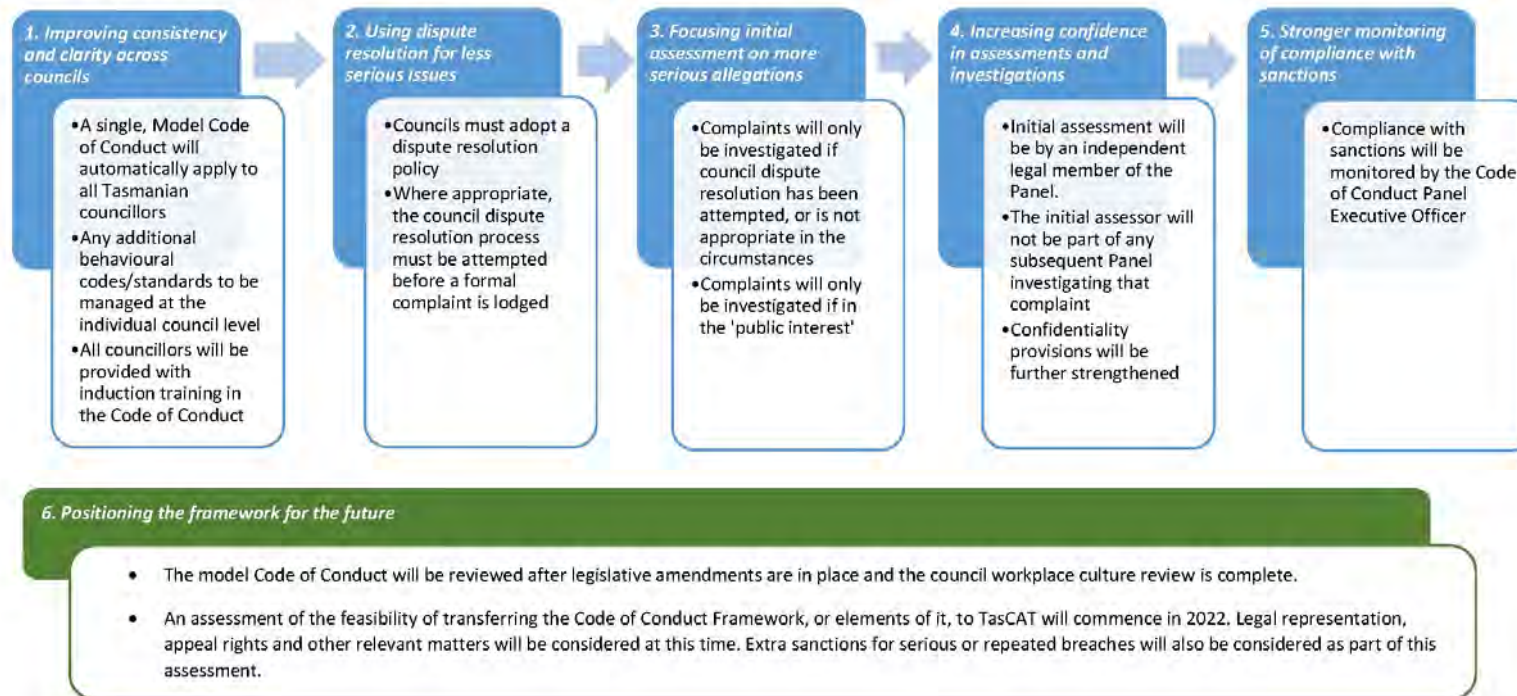 1. Improving consistency
and clarity across
councils
•A single, Model Code
of Conduct will
automatically apply to
all Tasmanian
councillors
•Any additional
behavioural
codes/standards to be
managed at the
individual council level
•All councillors will be
provided with
induction training in
the Code of Conduct
2. Using dispute
resolution for less
serious issues
•Councils must adopt a
dispute resolution
policy
•Where appropriate,
the council dispute
resolution process
must be attempted
before a formal
complaint is lodged
3. Focusing initial
assessment on more
serious allegations
•Complaints will only
be investigated if
council dispute
resolution has been
attempted, or is not
appropriate in the
circumstances
•Complaints will only
be investigated if in
the 'public interest'
4. Increasing confidence
in assessments and
investigations
•Initial assessment will
be by an independent
legal member of the
Panel.
•The initial assessor will
not be part of any
subsequent Panel
investigating that
complaint
•Confidentiality
provisions will be
further strengthened
5. Stronger monitoring
of compliance with
sanctions
•Compliance with
sanctions will be
monitored by the Code
of Conduct Panel
Executive Officer
6. Positioning the framework for the future
• The model Code of Conduct will be reviewed after legislative amendments are in place and the council workplace culture review is complete.
• An assessment of the feasibility of transferring the Code of Conduct Framework, or elements of it, to TasCAT will commence in 2022. Legal representation,
appeal rights and other relevant matters will be considered at this time. Extra sanctions for serious or repeated breaches will also be considered as part of this
assessment.